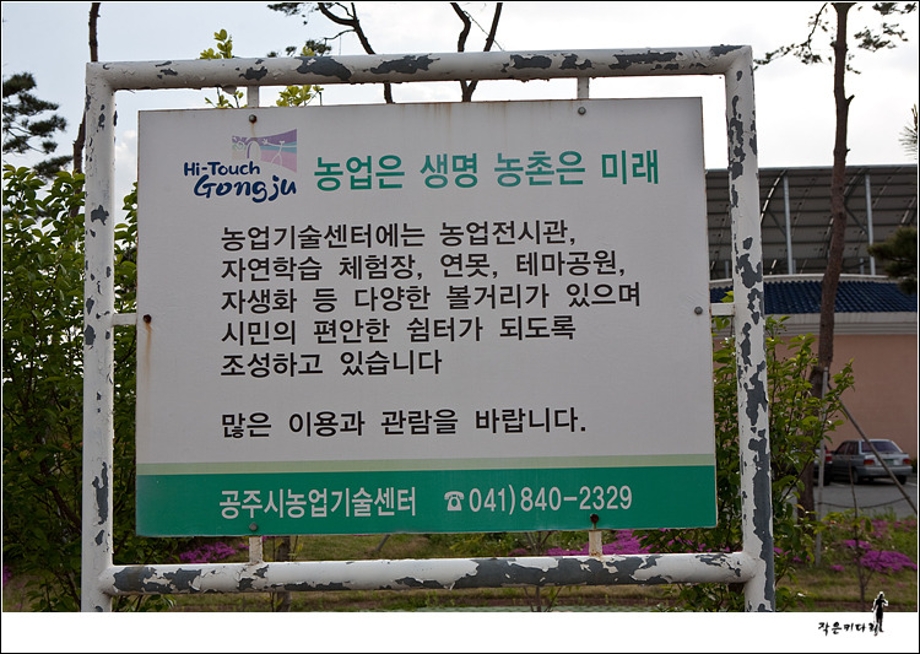 Hi-Touch
Gongju
농업은 생명 농촌은 미래
농업기술센터에는 농업전시관,
자연학습 체험장, 연못, 테마공원,
자생화 등 다양한 볼거리가 있으며
시민의 편안한 쉼터가 되도록
조성하고 있습니다
많은 이용과 관람을 바랍니다.
공주시농업기술센터 ☎041)840-2329
작은키다리